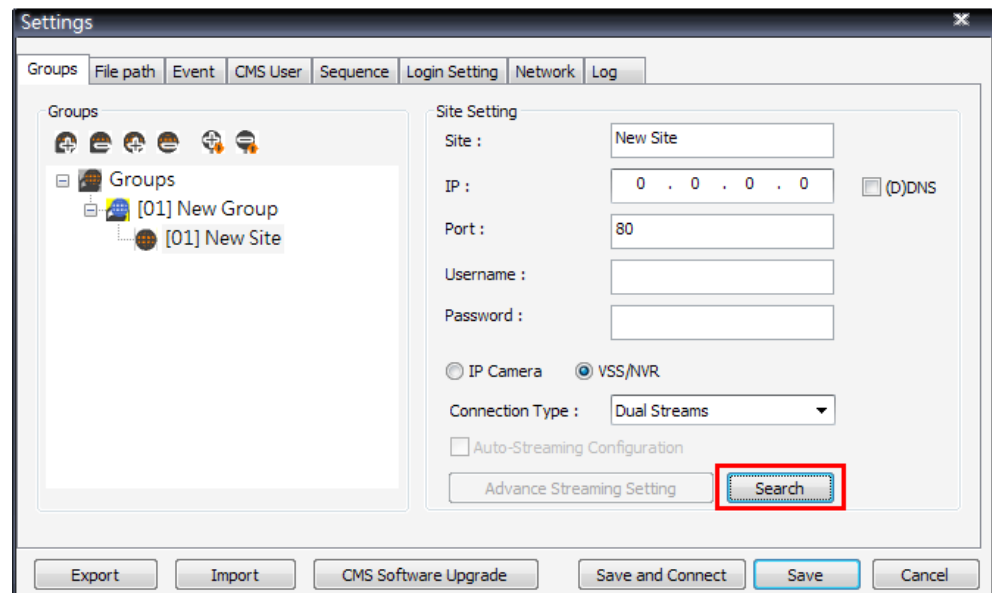 Settings
Groups File path Event CMS User Sequence Login Setting Network Log
Groups
Groups
[01] New Group
[01] New Site
Site Setting
Site : New Site
IP : 0 . 0 . 0 . 0 (D)DNS
Port : 80
Username :
Password :
IP Camera VSS/NVR
Connection Type : Dual Streams
Auto-Streaming Configuration
Advance Streaming Setting Search
Export Import CMS Software Upgrade Save and Connect Save Cancel